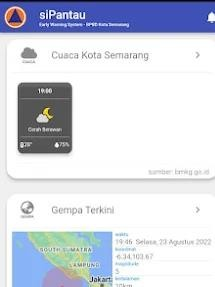 siPantau
Early Warning System - BPBD Kota Semarang
CUACA
Cuaca Kota Semarang
19:00
Cerah Berawan
28°
75%
sumber: bmkg.go.id
GEMPA
Gempa Terkini
SOUTH SUMATRA
LAMPUNG
Jakart
waktu
19:46 Selasa, 23 Agustus 2022
koordinat
-6.34,103.67
magnitude
5
kedalaman
10km